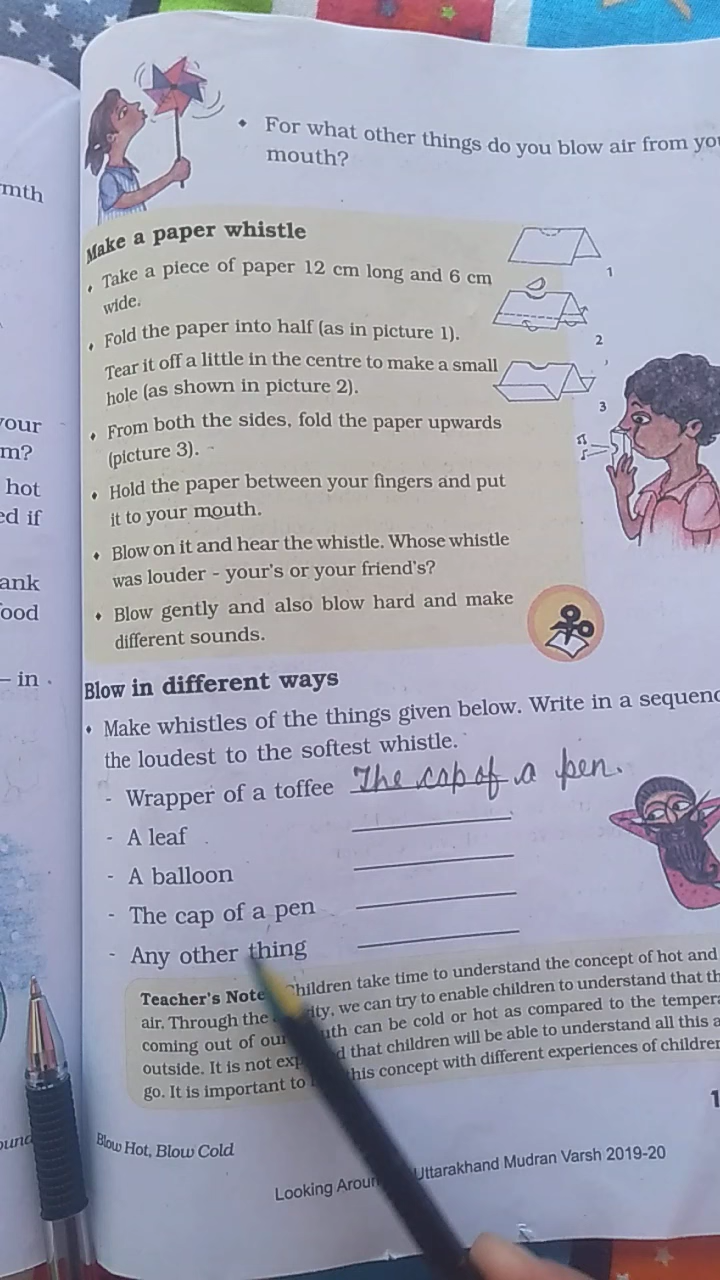 For what other things do you blow air from
mouth?
Make a paper whistle
Take a piece of paper 12 cm long and 6 cm
wide.
Fold the paper into half (as in picture 1).
Tear it off a little in the centre to make a small
hole (as shown in picture 2).
From both the sides, fold the paper upwards
(picture 3).
Hold the paper between your fingers and put
it to your mouth.
Blow on it and hear the whistle. Whose whistle
was louder - your's or your friend's?
Blow gently and also blow hard and make
different sounds.
1
2
3
Blow in different ways
Make whistles of the things given below. Write in a
the loudest to the softest whistle.
- Wrapper of a toffee The cap of a pen.
- A leaf
- A balloon
- The cap of a pen
- Any other thing
Teacher's Note children take time to understand the concept of hot and
air. Through the we can try to enable children to understand that
coming out of can be cold or hot as compared to the
outside. It is not that children will be able to understand all this
go. It is important to this concept with different experiences of
Blow Hot, Blow Cold
Looking Uttarakhand Mudran Varsh 2019-20
hot
if
in